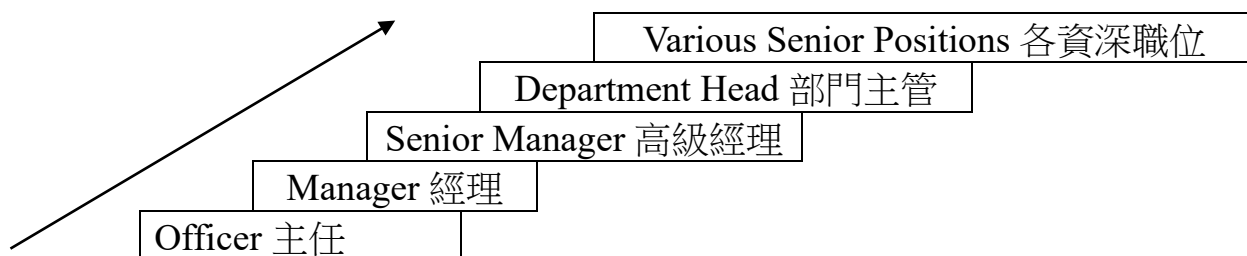 Various Senior Positions 各資深職位
Department Head 部門主管
Senior Manager 高級經理
Manager 經理
Officer 主任